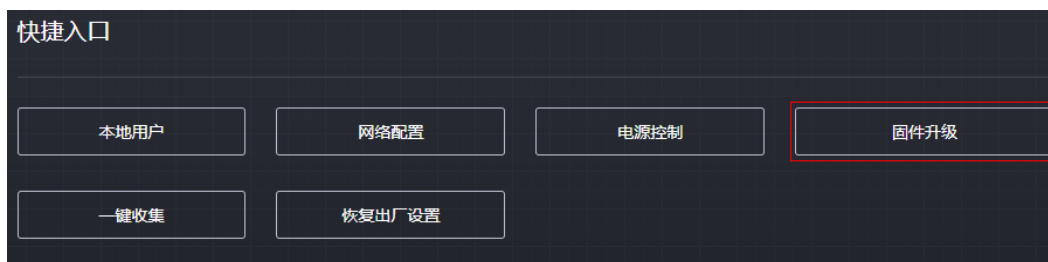 快捷入口
本地用户
网络配置
电源控制
固件升级
一键收集
恢复出厂设置